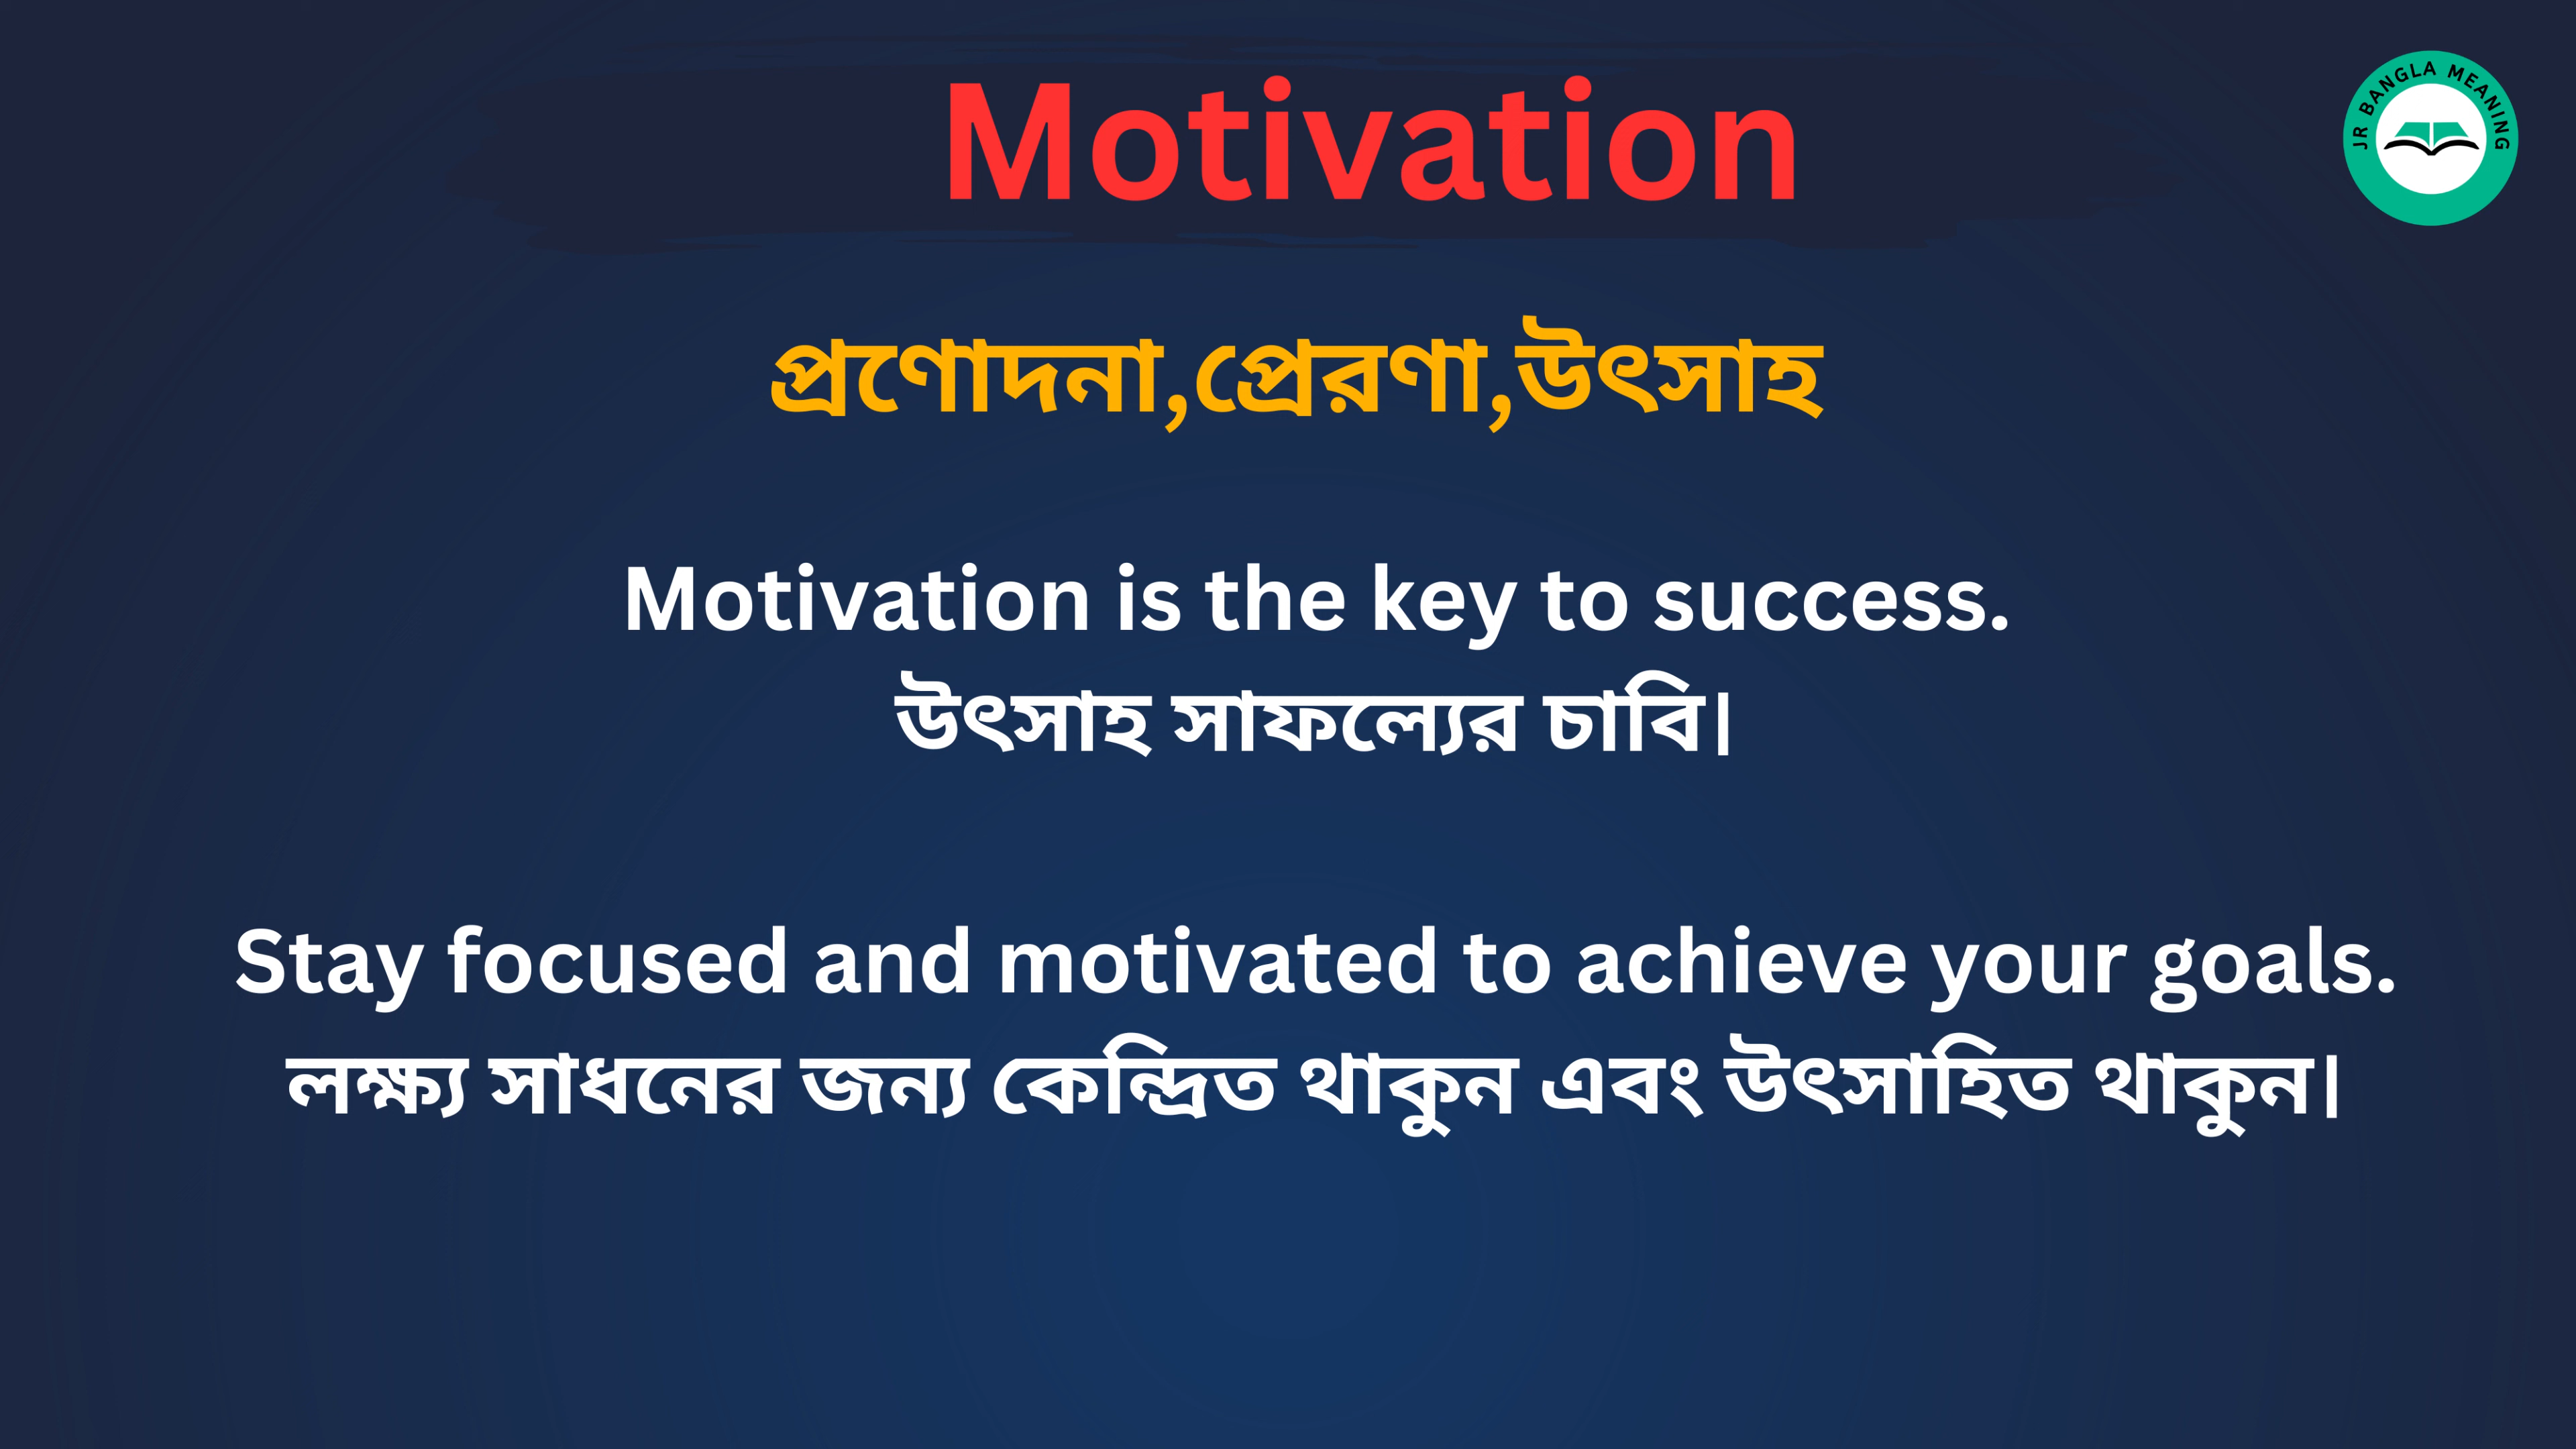 Motivation
JR BANGLA MEANING
প্রণোদনা,প্রেরণা,উৎসাহ
Motivation is the key to success.
উৎসাহ সাফল্যের চাবি।
Stay focused and motivated to achieve your goals.
লক্ষ্য সাধনের জন্য কেন্দ্রিত থাকুন এবং উৎসাহিত থাকুন।